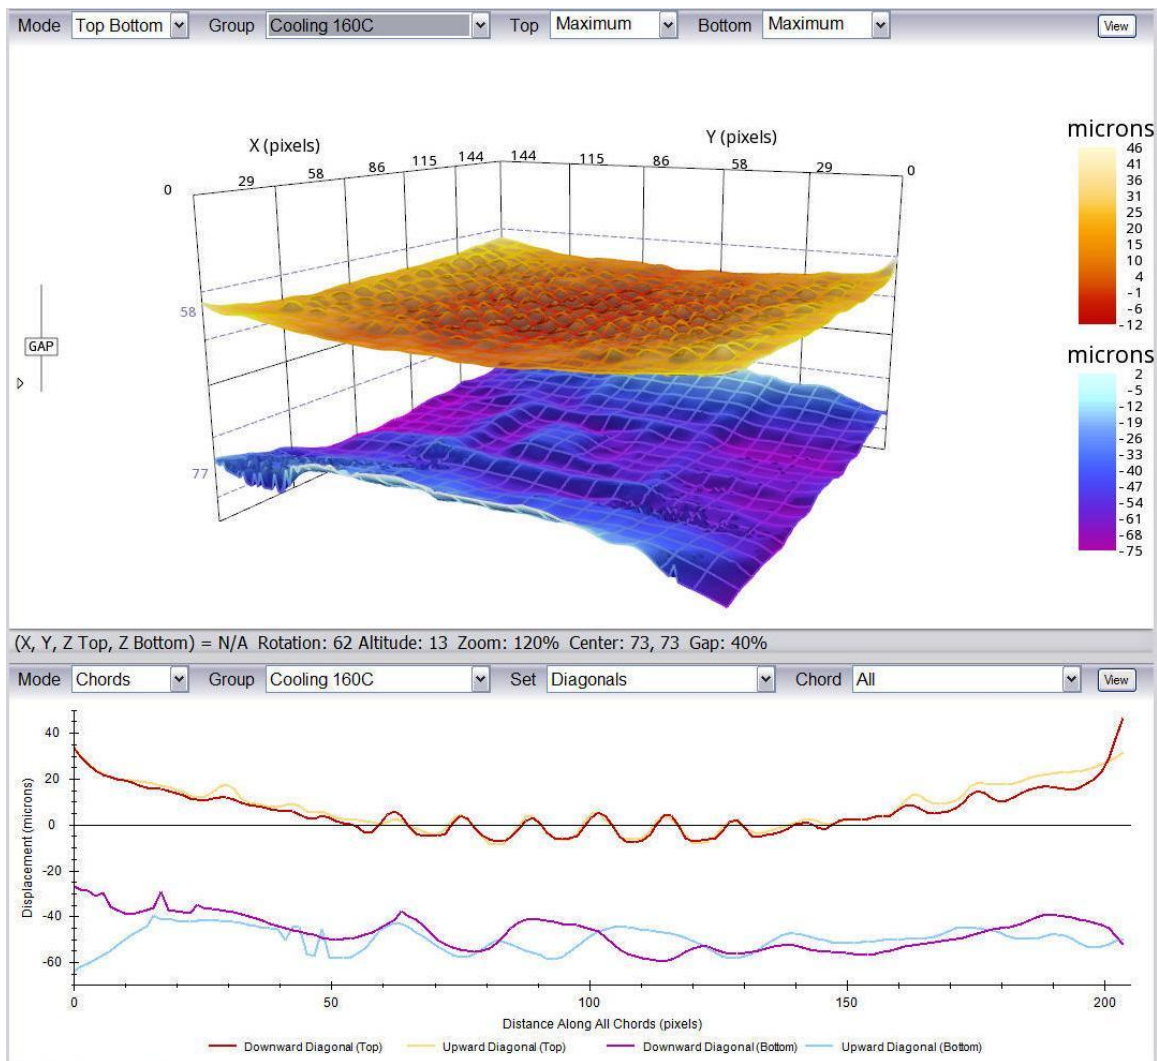 Mode Top Bottom Group Cooling 160C Top Maximum Bottom Maximum View
X (pixels) Y (pixels)
0 29 58 86 115 144 144 115 86 58 29 0
58
77
GAP
microns
46
41
36
31
25
20
15
10
4
-1
-6
-12
microns
2
-5
-12
-19
-26
-33
-40
-47
-54
-61
-68
-75
(X, Y, Z Top, Z Bottom) = N/A Rotation: 62 Altitude: 13 Zoom: 120% Center: 73, 73 Gap: 40%
Mode Chords Group Cooling 160C Set Diagonals Chord All View
Displacement (microns)
40
20
0
-20
-40
-60
0 50 100 150 200
Distance Along All Chords (pixels)
Downward Diagonal (Top) Upward Diagonal (Top) Downward Diagonal (Bottom) Upward Diagonal (Bottom)